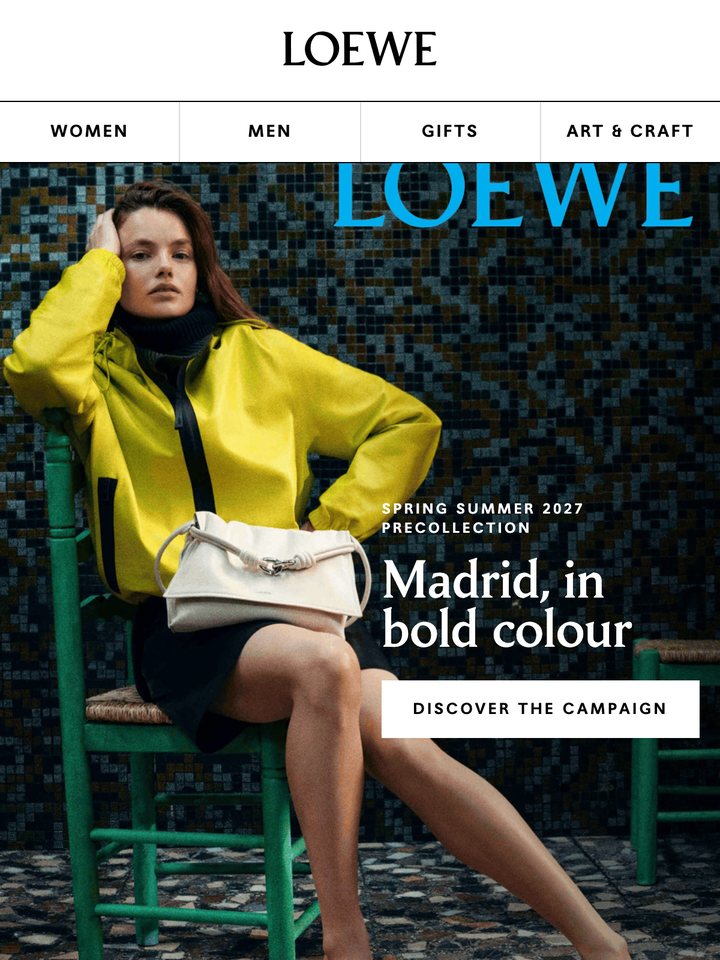 LOEWE
WOMEN
MEN
GIFTS
ART & CRAFT
LOEWE
SPRING SUMMER 2027
PRECOLLECTION
Madrid, in
bold colour
DISCOVER THE CAMPAIGN